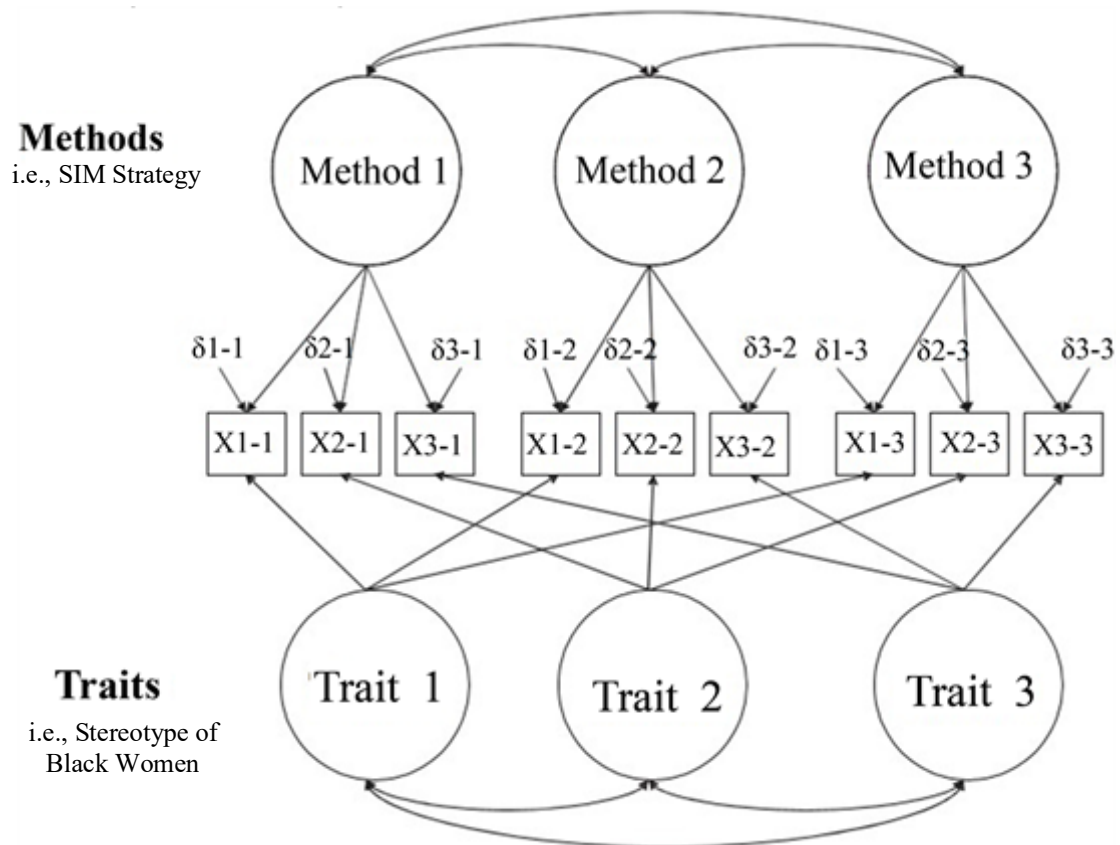 Methods
i.e., SIM Strategy
Method 1
Method 2
Method 3
δ1-1
δ2-1
δ3-1
δ1-2
δ2-2
δ3-2
δ1-3
δ2-3
δ3-3
X1-1
X2-1
X3-1
X1-2
X2-2
X3-2
X1-3
X2-3
X3-3
Traits
i.e., Stereotype of
Black Women
Trait 1
Trait 2
Trait 3